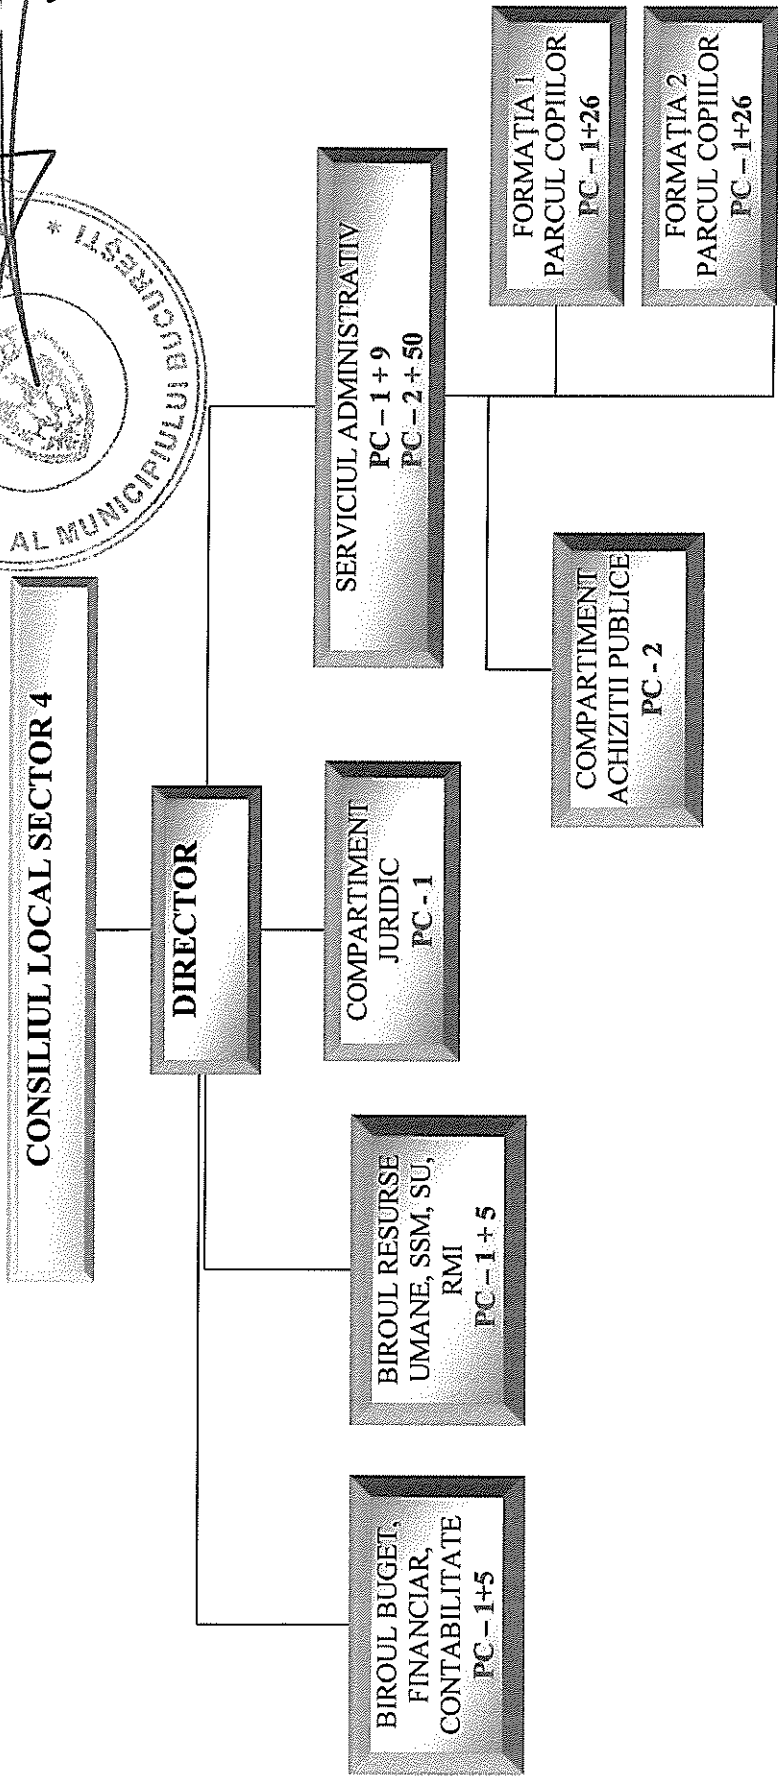 AL MUNICIPIULUI BUCUREȘTI *
CONSILIUL LOCAL SECTOR 4
DIRECTOR
BIROUL BUGET,
FINANCIAR,
CONTABILITATE
PC – 1+5
BIROUL RESURSE
UMANE, SSM, SU,
RMI
PC – 1 + 5
COMPARTIMENT
JURIDIC
PC - 1
SERVICIUL ADMINISTRATIV
PC – 1 + 9
PC – 2 + 50
COMPARTIMENT
ACHIZITII PUBLICE
PC - 2
FORMAȚIA 1
PARCUL COPIILOR
PC – 1+26
FORMAȚIA 2
PARCUL COPIILOR
PC – 1+26